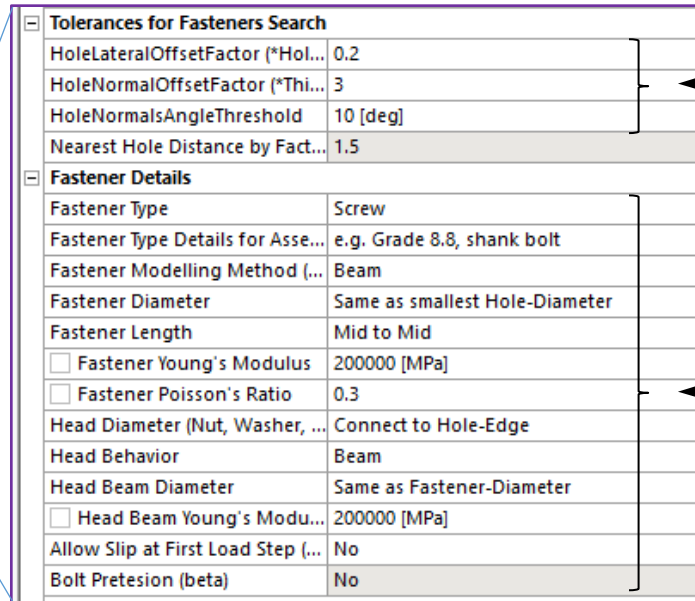 Tolerances for Fasteners Search
HoleLateralOffsetFactor (*Hol... 0.2
HoleNormalOffsetFactor (*Thi... 3
HoleNormalsAngleThreshold 10 [deg]
Nearest Hole Distance by Fact... 1.5
Fastener Details
Fastener Type Screw
Fastener Type Details for Asse... e.g. Grade 8.8, shank bolt
Fastener Modelling Method (... Beam
Fastener Diameter Same as smallest Hole-Diameter
Fastener Length Mid to Mid
Fastener Young's Modulus 200000 [MPa]
Fastener Poisson's Ratio 0.3
Head Diameter (Nut, Washer, ... Connect to Hole-Edge
Head Behavior Beam
Head Beam Diameter Same as Fastener-Diameter
Head Beam Young's Modu... 200000 [MPa]
Allow Slip at First Load Step (... No
Bolt Pretesion (beta) No